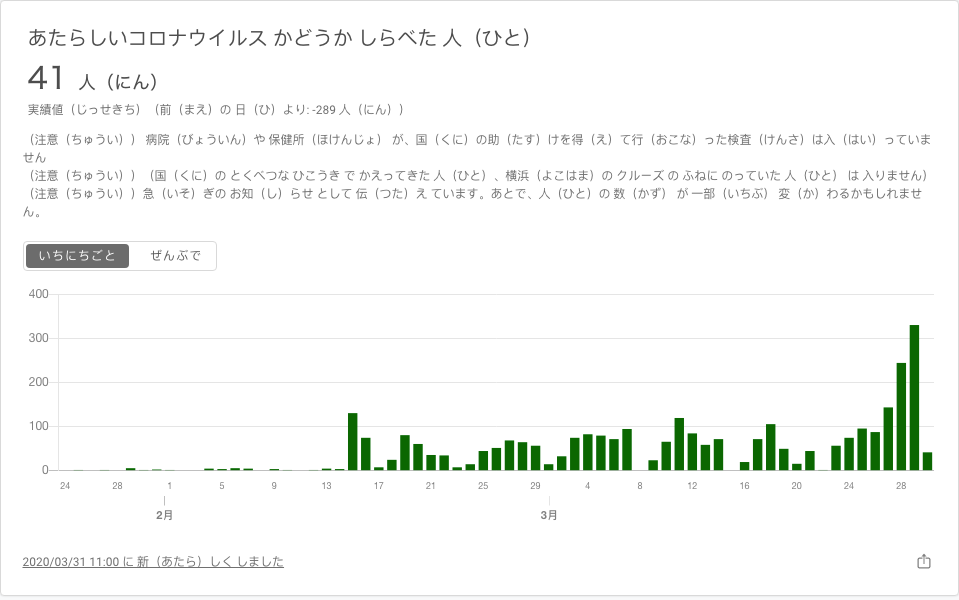 あたらしいコロナウイルス かどうか しらべた 人（ひと）
41 人（にん）
実績値（じっせきち）（前（まえ）の 日（ひ）より: -289 人（にん））
（注意（ちゅうい）） 病院（びょういん）や 保健所（ほけんじょ） が、国（くに）の助（たす）けを得（え）て行（おこな）った検査（けんさ）は入（はい）っていま
せん
（注意（ちゅうい））（国（くに）の とくべつな ひこうき で かえってきた 人（ひと）、横浜（よこはま）の クルーズ の ふねに のっていた 人（ひと） は 入りません）
（注意（ちゅうい））急（いそ）ぎの お知（し）らせ として 伝（つた）え ています。あとで、人（ひと）の 数（かず） が 一部（いちぶ） 変（か）わるかもしれませ
ん。
いちにちごと ぜんぶで
400
300
200
100
0
24 28 1 5 9 13 17 21 25 29 4 8 12 16 20 24 28
2月 3月
2020/03/31 11:00 に 新（あたら）しく しました